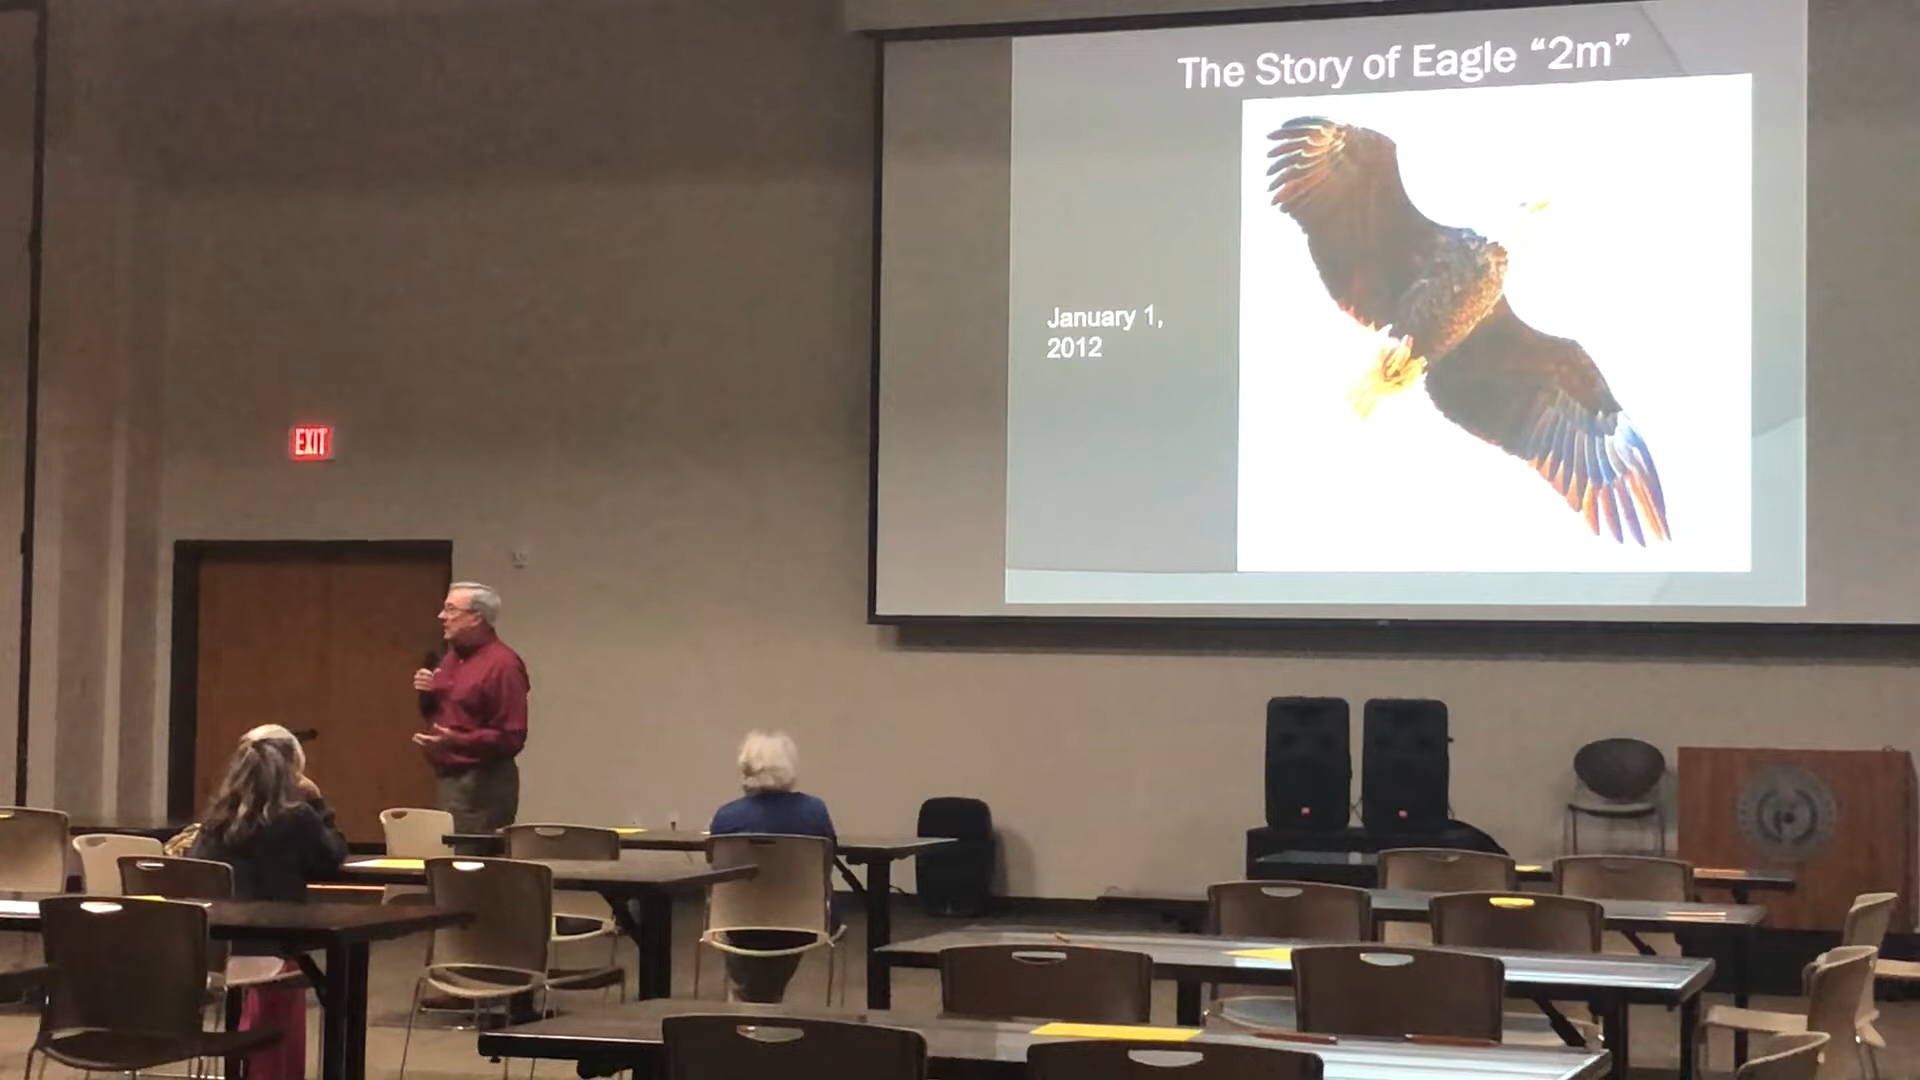 The Story of Eagle “2m”
January 1,
2012
EXIT